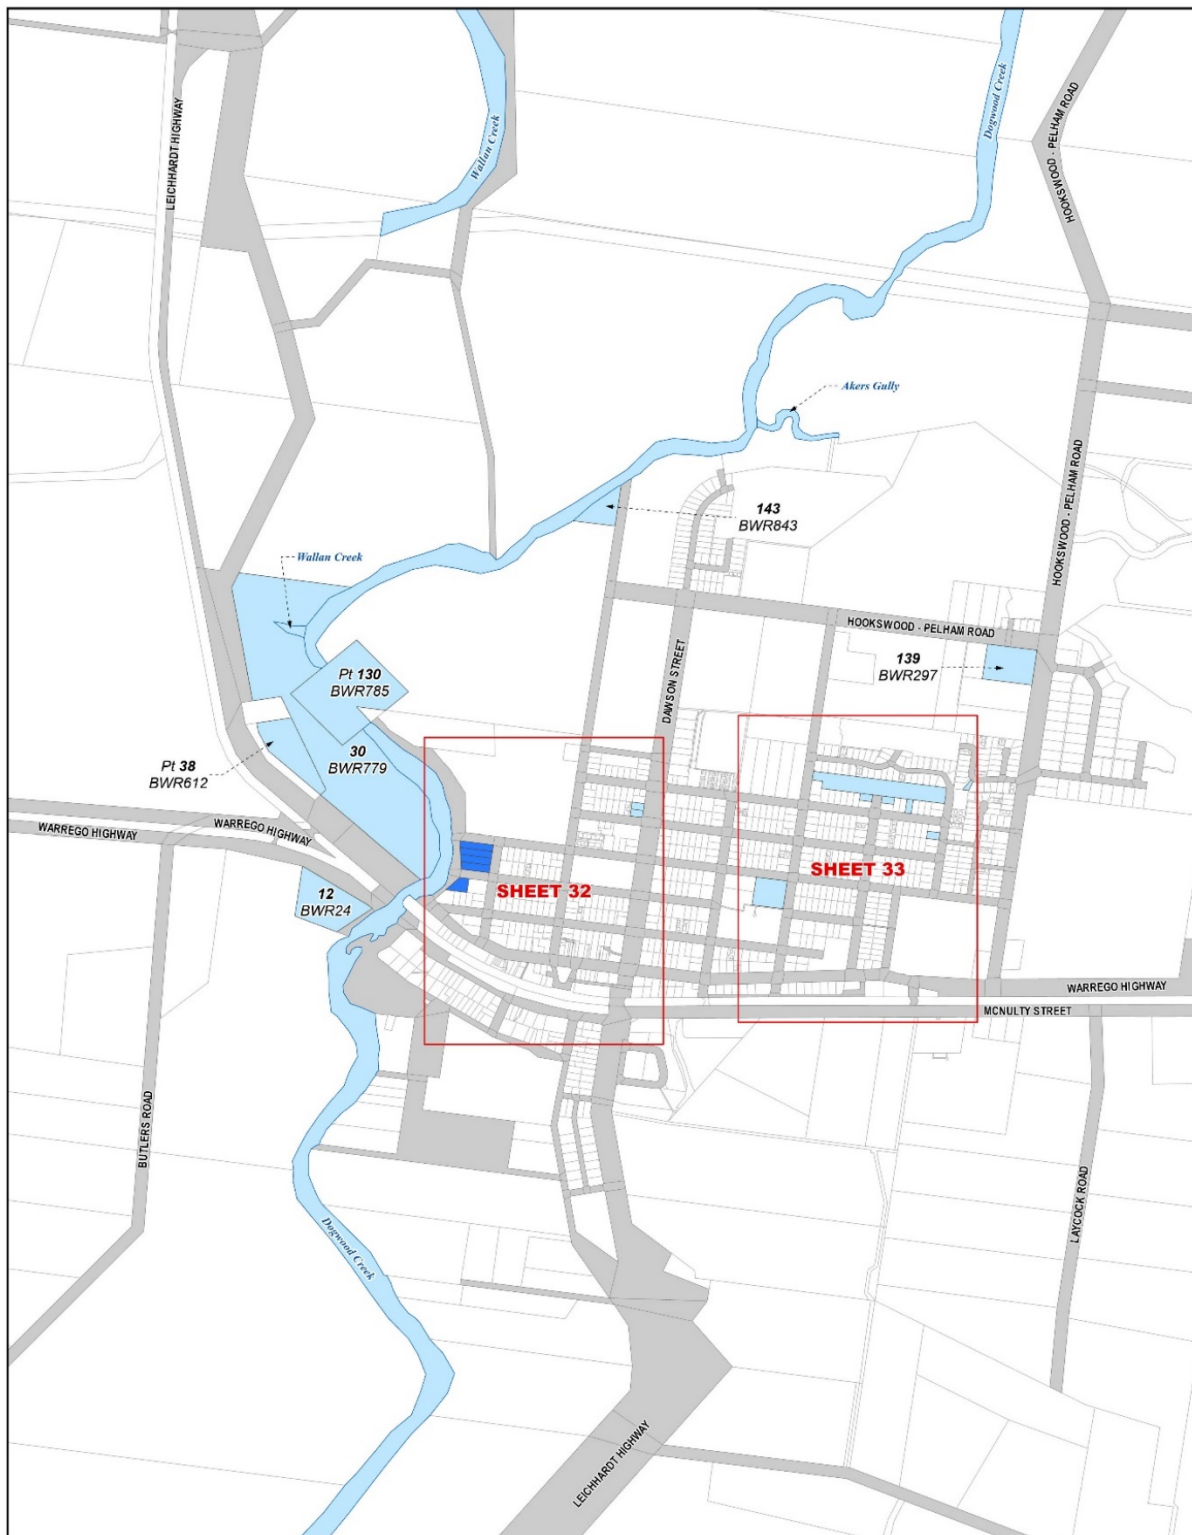 Dogwood Creek
HOOKSWOOD - PELHAM ROAD
LEICHHARDT HIGHWAY
Wallan Creek
Akers Gully
HOOKSWOOD - PELHAM ROAD
143
BWR843
Wallan Creek
HOOKSWOOD - PELHAM ROAD
139
BWR297
Pt 130
BWR785
DAWSON STREET
30
BWR779
Pt 38
BWR612
WARREGO HIGHWAY
WARREGO HIGHWAY
SHEET 32
SHEET 33
12
BWR24
WARREGO HIGHWAY
MCNULTY STREET
BUTLERS ROAD
LAYCOCK ROAD
Dogwood Creek
LEICHHARDT HIGHWAY